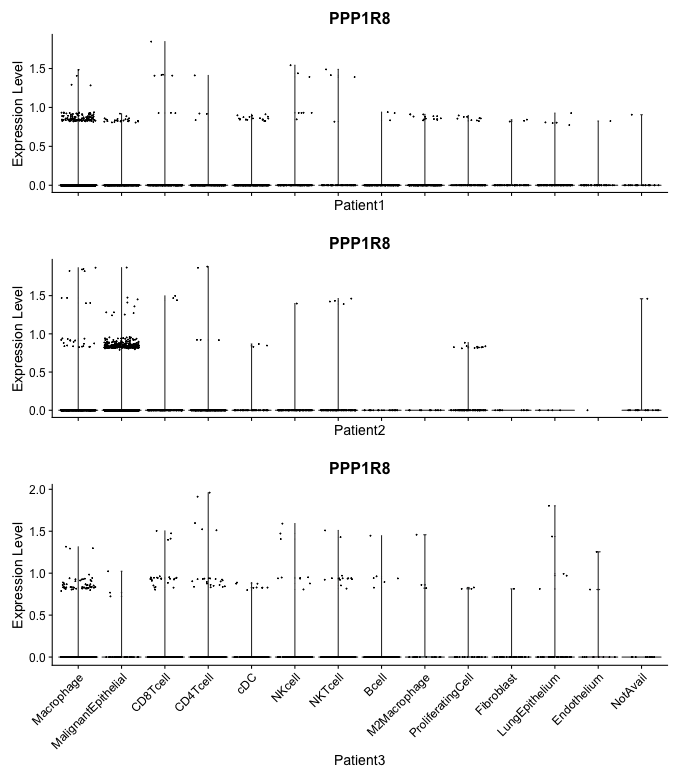 PPP1R8
Expression Level
1.5
1.0
0.5
0.0
Patient1
PPP1R8
Expression Level
1.5
1.0
0.5
0.0
Patient2
PPP1R8
Expression Level
2.0
1.5
1.0
0.5
0.0
Macrophage
MalignantEpithelial
CD8Tcell
CD4Tcell
cDC
NKcell
NKTcell
Bcell
M2Macrophage
ProliferatingCell
Fibroblast
LungEpithelium
Endothelium
NotAvail
Patient3